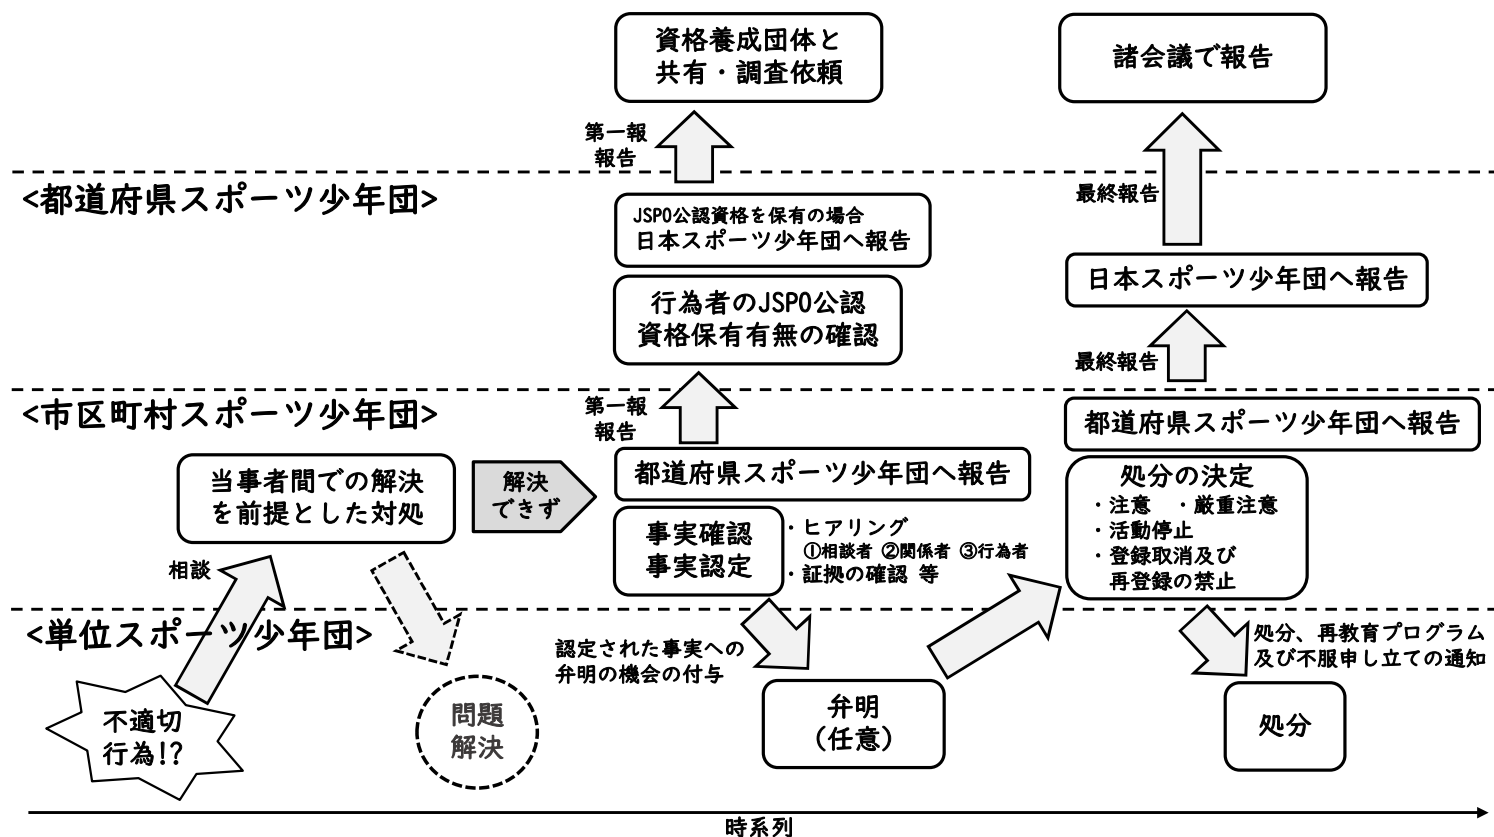 資格養成団体と
共有・調査依頼
諸会議で報告
第一報
報告
<都道府県スポーツ少年団>
JSPO公認資格を保有の場合
日本スポーツ少年団へ報告
最終報告
行為者のJSPO公認
資格保有有無の確認
日本スポーツ少年団へ報告
最終報告
<市区町村スポーツ少年団>
第一報
報告
都道府県スポーツ少年団へ報告
当事者間での解決
を前提とした対処
解決
できず
都道府県スポーツ少年団へ報告
事実確認
事実認定
・ヒアリング
①相談者 ②関係者 ③行為者
・証拠の確認 等
処分の決定
・注意 ・厳重注意
・活動停止
・登録取消及び
再登録の禁止
相談
<単位スポーツ少年団>
認定された事実への
弁明の機会の付与
処分、再教育プログラム
及び不服申し立ての通知
不適切
行為!?
問題
解決
弁明
(任意)
処分
時系列